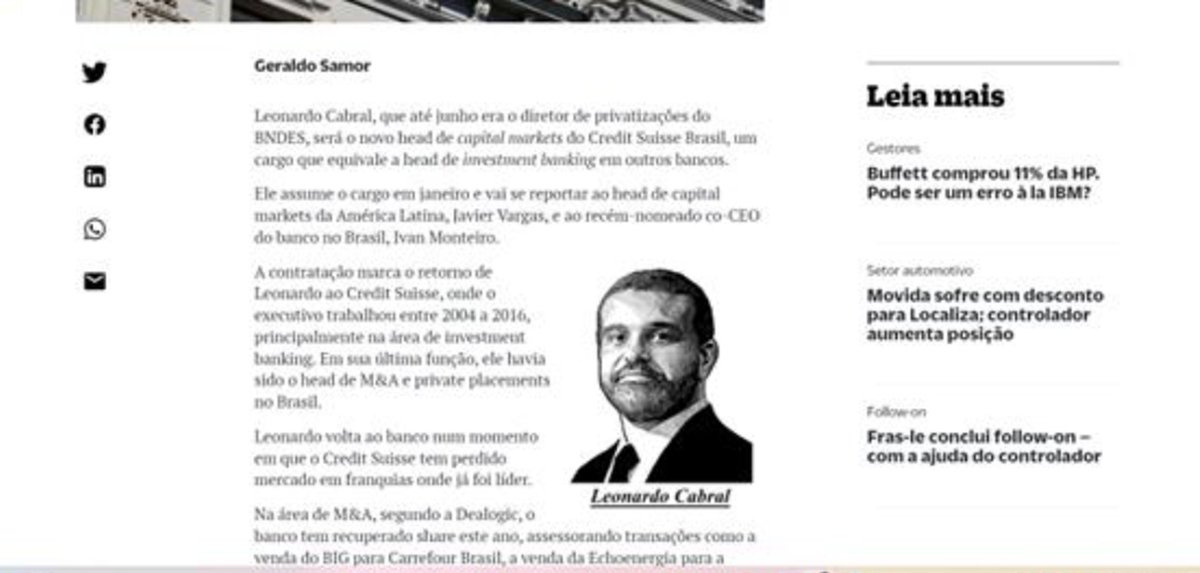 Geraldo Samor
Leonardo Cabral, que até junho era o diretor de privatizações do
BNDES, será o novo head de capital markets do Credit Suisse Brasil, um
cargo que equivale a head de investment banking em outros bancos.
Ele assume o cargo em janeiro e vai se reportar ao head de capital
markets da América Latina, Javier Vargas, e ao recém-nomeado co-CEO
do banco no Brasil, Ivan Monteiro.
A contratação marca o retorno de
Leonardo ao Credit Suisse, onde o
executivo trabalhou entre 2004 a 2016,
principalmente na área de investment
banking. Em sua última função, ele havia
sido o head de M&A e private placements
no Brasil.
Leonardo volta ao banco num momento
em que o Credit Suisse tem perdido
mercado em franquias onde já foi líder.
Leonardo Cabral
Na área de M&A, segundo a Dealogic, o
banco tem recuperado share este ano, assessorando transações como a
venda do BIG para Carrefour Brasil, a venda da Echoenergia para a
Leia mais
Gestores
Buffett comprou 11% da HP.
Pode ser um erro à la IBM?
Setor automotivo
Movida sofre com desconto
para Localiza; controlador
aumenta posição
Follow-on
Fras-le conclui follow-on –
com a ajuda do controlador